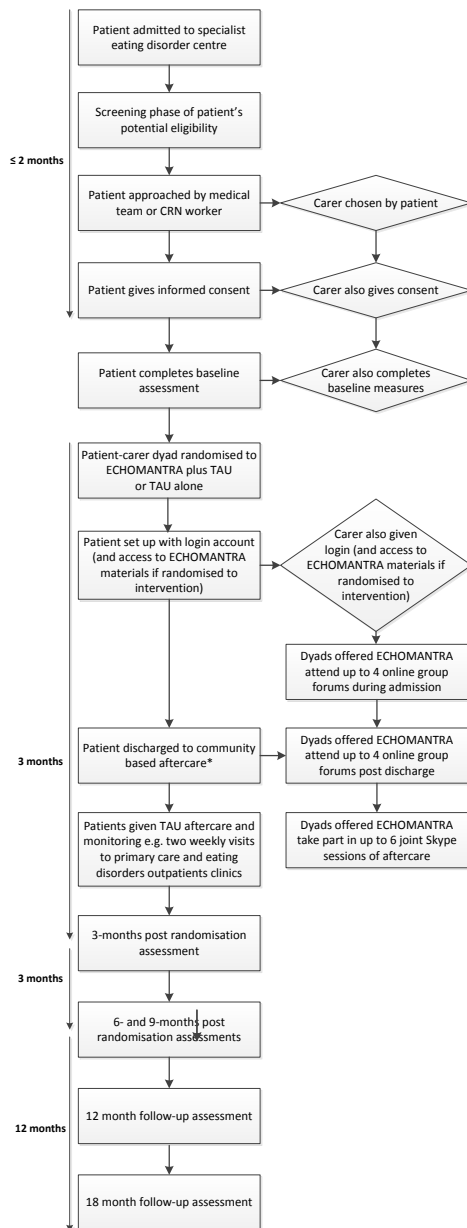 Patient admitted to specialist
eating disorder centre
Screening phase of patient's
potential eligibility
≤ 2 months
Patient approached by medical
team or CRN worker
Carer chosen by patient
Patient gives informed consent
Carer also gives consent
Patient completes baseline
assessment
Carer also completes
baseline measures
Patient-carer dyad randomised to
ECHOMANTRA plus TAU
or TAU alone
Patient set up with login account
(and access to ECHOMANTRA
materials if randomised to
intervention)
Carer also given
login (and access to
ECHOMANTRA
materials if
randomised to
intervention)
Dyads offered ECHOMANTRA
attend up to 4 online group
forums during admission
3 months
Patient discharged to community
based aftercare*
Dyads offered ECHOMANTRA
attend up to 4 online group
forums post discharge
Patients given TAU aftercare and
monitoring e.g. two weekly visits
to primary care and eating
disorders outpatients clinics
Dyads offered ECHOMANTRA
take part in up to 6 joint Skype
sessions of aftercare
3-months post randomisation
assessment
3 months
6- and 9-months post
randomisation assessments
12 months
12 month follow-up assessment
18 month follow-up assessment